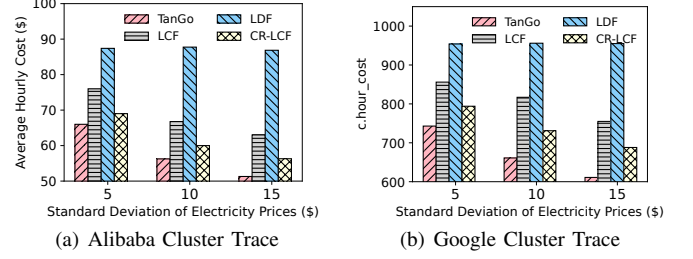 100
90
80
70
60
50
Average Hourly Cost ($)
TanGo
LCF
LDF
CR-LCF
5
10
15
Standard Deviation of Electricity Prices ($)
(a) Alibaba Cluster Trace
1000
900
800
700
600
c.hour_cost
TanGo
LCF
LDF
CR-LCF
5
10
15
Standard Deviation of Electricity Prices ($)
(b) Google Cluster Trace